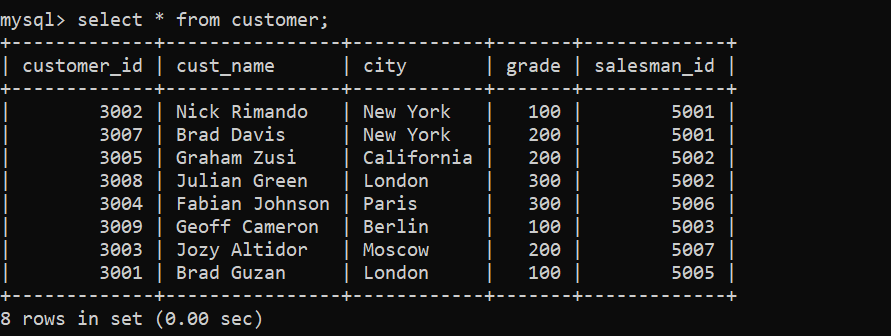 mysql> select * from customer;
+-------------+----------------+------------+-------+-------------+
| customer_id | cust_name      | city       | grade | salesman_id |
+-------------+----------------+------------+-------+-------------+
|        3002 | Nick Rimando   | New York   |   100 |        5001 |
|        3007 | Brad Davis     | New York   |   200 |        5001 |
|        3005 | Graham Zusi    | California |   200 |        5002 |
|        3008 | Julian Green   | London     |   300 |        5002 |
|        3004 | Fabian Johnson | Paris      |   300 |        5006 |
|        3009 | Geoff Cameron  | Berlin     |   100 |        5003 |
|        3003 | Jozy Altidor   | Moscow     |   200 |        5007 |
|        3001 | Brad Guzan     | London     |   100 |        5005 |
+-------------+----------------+------------+-------+-------------+
8 rows in set (0.00 sec)